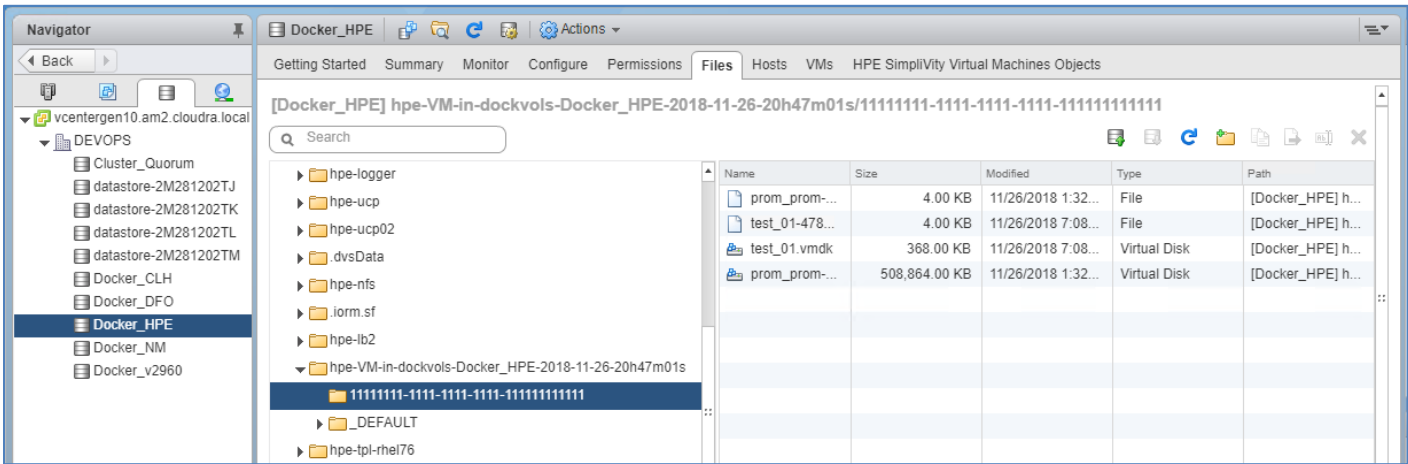 Navigator
Back
vcentergen10.am2.cloudra.local
DEVOPS
Cluster_Quorum
datastore-2M281202TJ
datastore-2M281202TK
datastore-2M281202TL
datastore-2M281202TM
Docker_CLH
Docker_DFO
Docker_HPE
Docker_NM
Docker_v2960
Docker_HPE Actions
Getting Started Summary Monitor Configure Permissions Files Hosts VMs HPE SimpliVity Virtual Machines Objects
[Docker_HPE] hpe-VM-in-dockvols-Docker_HPE-2018-11-26-20h47m01s/11111111-1111-1111-1111-111111111111
Search
hpe-logger
hpe-ucp
hpe-ucp02
.dvsData
hpe-nfs
.iorm.sf
hpe-lb2
hpe-VM-in-dockvols-Docker_HPE-2018-11-26-20h47m01s
11111111-1111-1111-1111-111111111111
_DEFAULT
hpe-tpl-rhel76
Name Size Modified Type Path
prom_prom-... 4.00 KB 11/26/2018 1:32... File [Docker_HPE] h...
test_01-478... 4.00 KB 11/26/2018 7:08... File [Docker_HPE] h...
test_01.vmdk 368.00 KB 11/26/2018 7:08... Virtual Disk [Docker_HPE] h...
prom_prom-... 508,864.00 KB 11/26/2018 1:32... Virtual Disk [Docker_HPE] h...